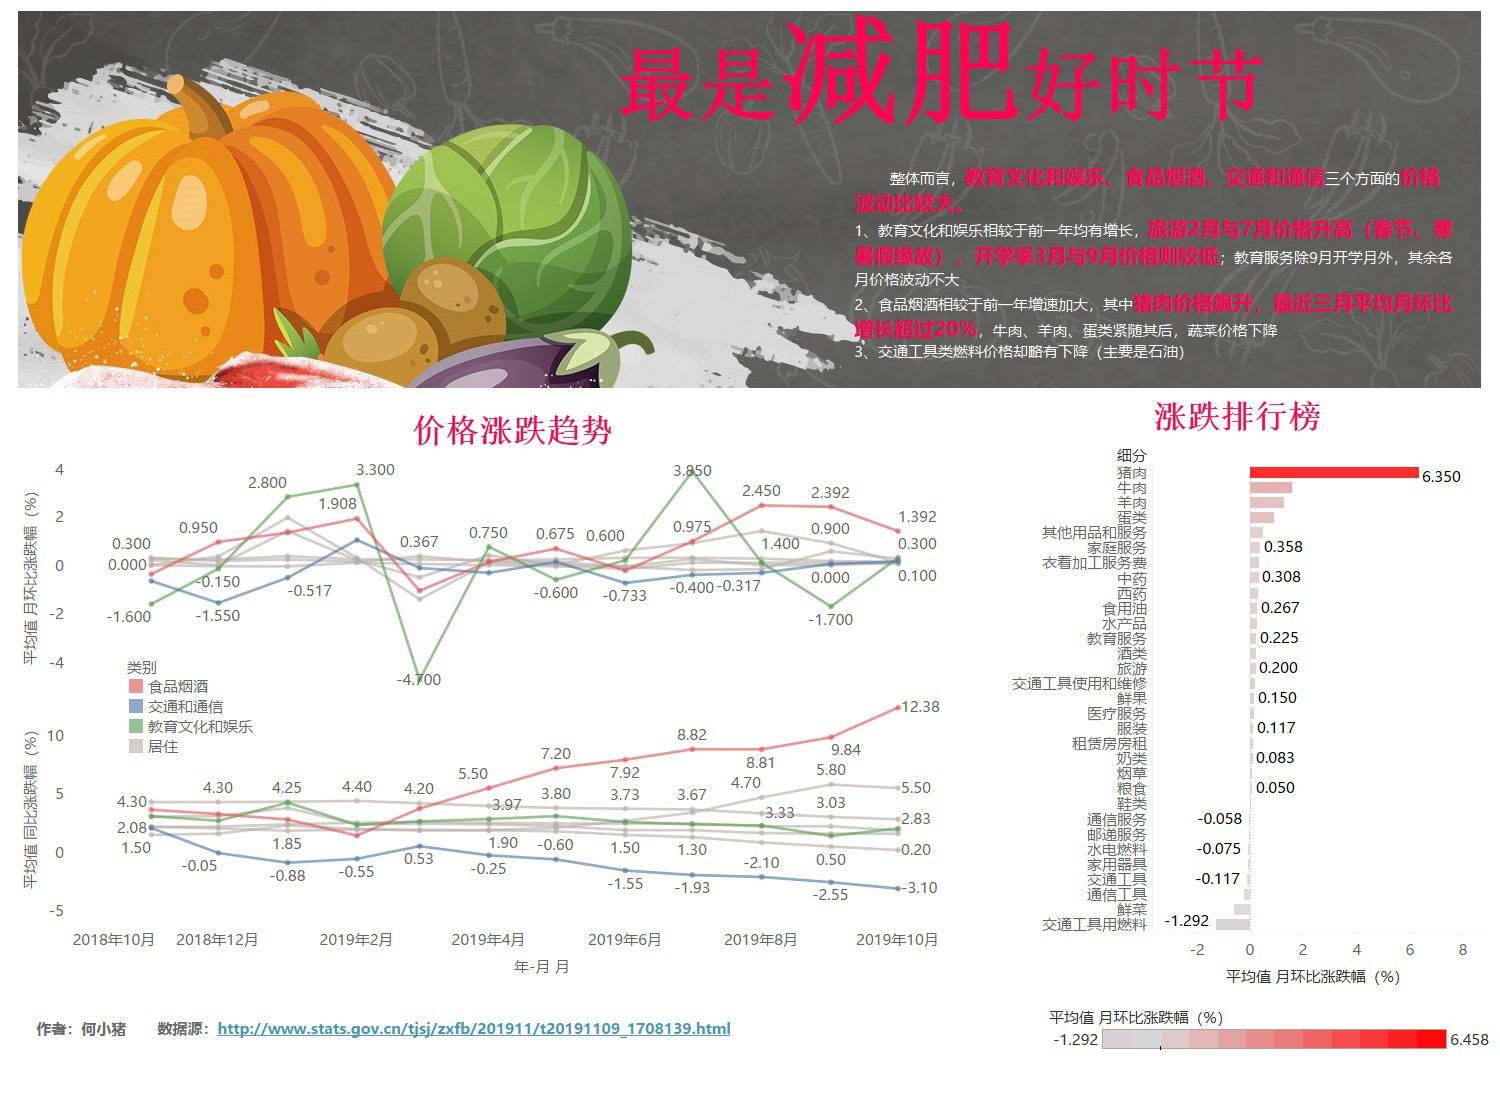 最是减肥好时节
整体而言，教育文化和娱乐、食品烟酒、交通和通信三个方面的价格
波动比较大。
1、教育文化和娱乐相较于前一年均有增长，旅游2月与7月价格升高（春节、寒
暑假缘故），开学季3月与9月价格则较低；教育服务除9月开学月外，其余各
月价格波动不大
2、食品烟酒相较于前一年增速加大，其中猪肉价格飙升，最近三月平均月环比
增长超过20%，牛肉、羊肉、蛋类紧随其后，蔬菜价格下降
3、交通工具类燃料价格却略有下降（主要是石油）
价格涨跌趋势
平均值 月环比涨跌幅（%）
4
2
0
-2
-4
0.300
0.000
-1.600
0.950
-0.150
-1.550
2.800
-0.517
3.300
1.908
0.367
-4.700
0.750
0.675
-0.600
0.600
-0.733
3.850
0.975
-0.400
-0.317
2.450
1.400
2.392
0.900
0.000
-1.700
1.392
0.300
0.100
类别
食品烟酒
交通和通信
教育文化和娱乐
居住
平均值 同比涨跌幅（%）
10
5
0
-5
4.30
2.08
1.50
4.30
-0.05
4.25
1.85
-0.88
4.40
-0.55
4.20
0.53
5.50
3.97
1.90
-0.25
7.20
3.80
-0.60
7.92
3.73
1.50
-1.55
8.82
3.67
1.30
-1.93
8.81
4.70
3.33
-2.10
9.84
5.80
3.03
0.50
-2.55
12.38
5.50
2.83
0.20
-3.10
2018年10月 2018年12月 2019年2月 2019年4月 2019年6月 2019年8月 2019年10月
年-月 月
涨跌排行榜
细分
猪肉 6.350
牛肉
羊肉
蛋类
其他用品和服务
家庭服务 0.358
衣着加工服务费
中药 0.308
西药
食用油 0.267
水产品
教育服务 0.225
酒类
旅游 0.200
交通工具使用和维修
鲜果 0.150
医疗服务
服装 0.117
租赁房房租
奶类 0.083
烟草
粮食 0.050
鞋类
通信服务 -0.058
邮递服务
水电燃料 -0.075
家用器具
交通工具 -0.117
通信工具
鲜菜
交通工具用燃料 -1.292
-2 0 2 4 6 8
平均值 月环比涨跌幅（%）
平均值 月环比涨跌幅（%）
-1.292 6.458
作者：何小猪 数据源：http://www.stats.gov.cn/tjsj/zxfb/201911/t20191109_1708139.html